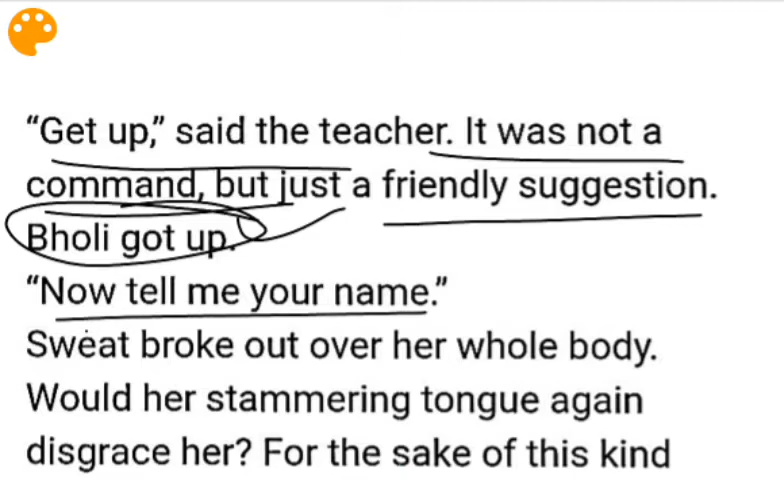 “Get up,” said the teacher. It was not a
command, but just a friendly suggestion.
Bholi got up.
“Now tell me your name.”
Sweat broke out over her whole body.
Would her stammering tongue again
disgrace her? For the sake of this kind